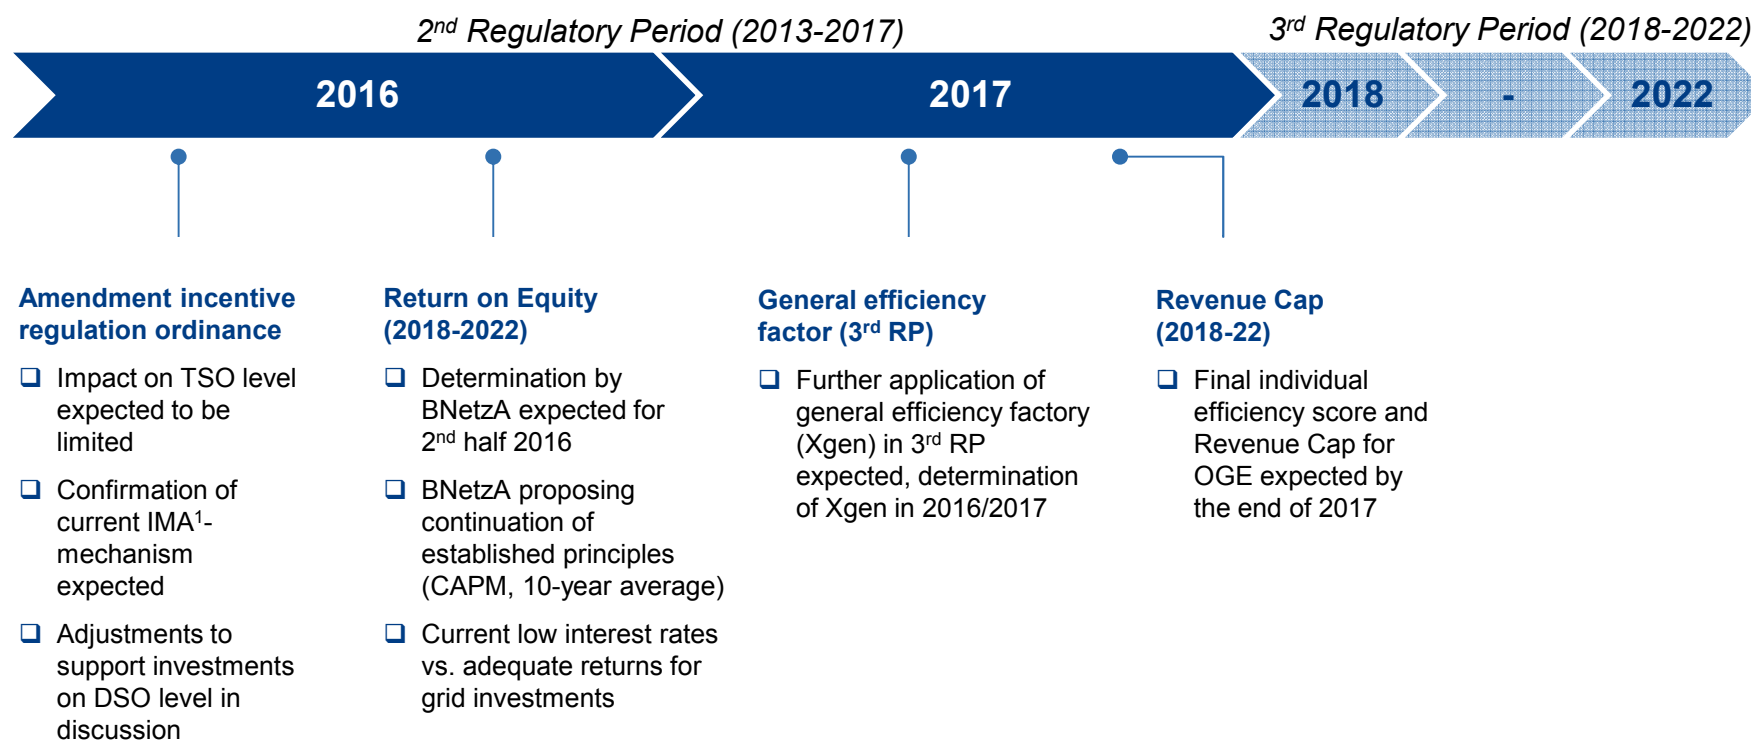 2nd Regulatory Period (2013-2017)
3rd Regulatory Period (2018-2022)
2016
2017
2018
-
2022
Amendment incentive
regulation ordinance
❑ Impact on TSO level
expected to be
limited
❑ Confirmation of
current IMA1-
mechanism
expected
❑ Adjustments to
support investments
on DSO level in
discussion
Return on Equity
(2018-2022)
❑ Determination by
BNetzA expected for
2nd half 2016
❑ BNetzA proposing
continuation of
established principles
(CAPM, 10-year average)
❑ Current low interest rates
vs. adequate returns for
grid investments
General efficiency
factor (3rd RP)
❑ Further application of
general efficiency factory
(Xgen) in 3rd RP
expected, determination
of Xgen in 2016/2017
Revenue Cap
(2018-22)
❑ Final individual
efficiency score and
Revenue Cap for
OGE expected by
the end of 2017